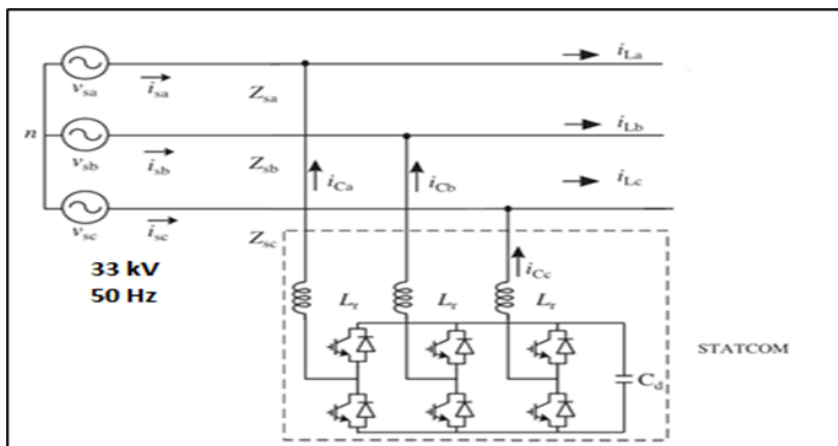 i_La
v_sa i_sa Z_sa
n
i_Lb
v_sb i_sb Z_sb
i_Ca i_Cb i_Lc
v_sc i_sc Z_sc
33 kV
50 Hz
i_Cc
L_r L_r L_r
STATCOM
C_d